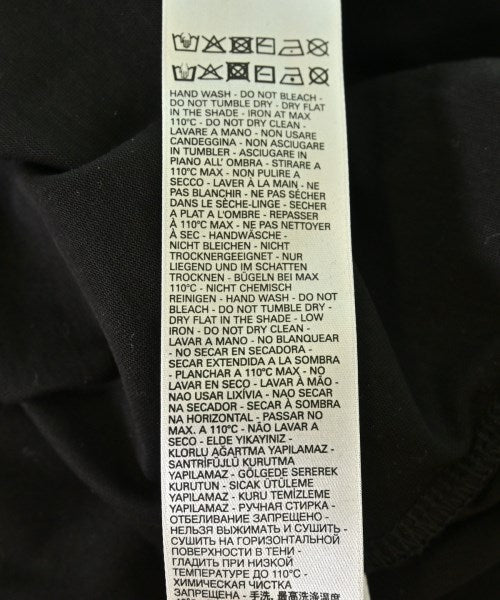 HAND WASH - DO NOT BLEACH -
DO NOT TUMBLE DRY - DRY FLAT
IN THE SHADE - IRON AT MAX
110°C - DO NOT DRY CLEAN -
LAVARE A MANO - NON USARE
CANDEGGINA - NON ASCIUGARE
IN TUMBLER - ASCIUGARE IN
PIANO ALL' OMBRA - STIRARE A
110°C MAX - NON PULIRE A
SECCO - LAVER À LA MAIN - NE
PAS BLANCHIR - NE PAS SÉCHER
DANS LE SÈCHE-LINGE - SECHER
A PLAT A L'OMBRE - REPASSER
À 110°C MAX - NE PAS NETTOYER
À SEC - HANDWÄSCHE -
NICHT BLEICHEN - NICHT
TROCKNERGEEIGNET - NUR
LIEGEND UND IM SCHATTEN
TROCKNEN - BÜGELN BEI MAX
110°C - NICHT CHEMISCH
REINIGEN - HAND WASH - DO NOT
BLEACH - DO NOT TUMBLE DRY -
DRY FLAT IN THE SHADE - LOW
IRON - DO NOT DRY CLEAN -
LAVAR A MANO - NO BLANQUEAR
- NO SECAR EN SECADORA -
SECAR EXTENDIDA A LA SOMBRA
- PLANCHAR A 110°C MAX - NO
LAVAR EN SECO - LAVAR À MÃO -
NAO USAR LIXÍVIA - NAO SECAR
NA SECADOR - SECAR À SOMBRA
NA HORIZONTAL - PASSAR NO
MAX. A 110°C - NÃO LAVAR A
SECO - ELDE YIKAYINIZ -
KLORLU AĞARTMA YAPILAMAZ -
SANTRİFÜJLÜ KURUTMA
YAPILAMAZ - GÖLGEDE SEREREK
KURUTUN - SICAK ÜTÜLEME
YAPILAMAZ - KURU TEMİZLEME
YAPILAMAZ - РУЧНАЯ СТИРКА -
ОТБЕЛИВАНИЕ ЗАПРЕЩЕНО -
НЕЛЬЗЯ ВЫЖИМАТЬ И СУШИТЬ -
СУШИТЬ НА ГОРИЗОНТАЛЬНОЙ
ПОВЕРХНОСТИ В ТЕНИ -
ГЛАДИТЬ ПРИ НИЗКОЙ
ТЕМПЕРАТУРЕ ДО 110°C -
ХИМИЧЕСКАЯ ЧИСТКА
ЗАПРЕЩЕНА - 手洗, 最高洗涤温度